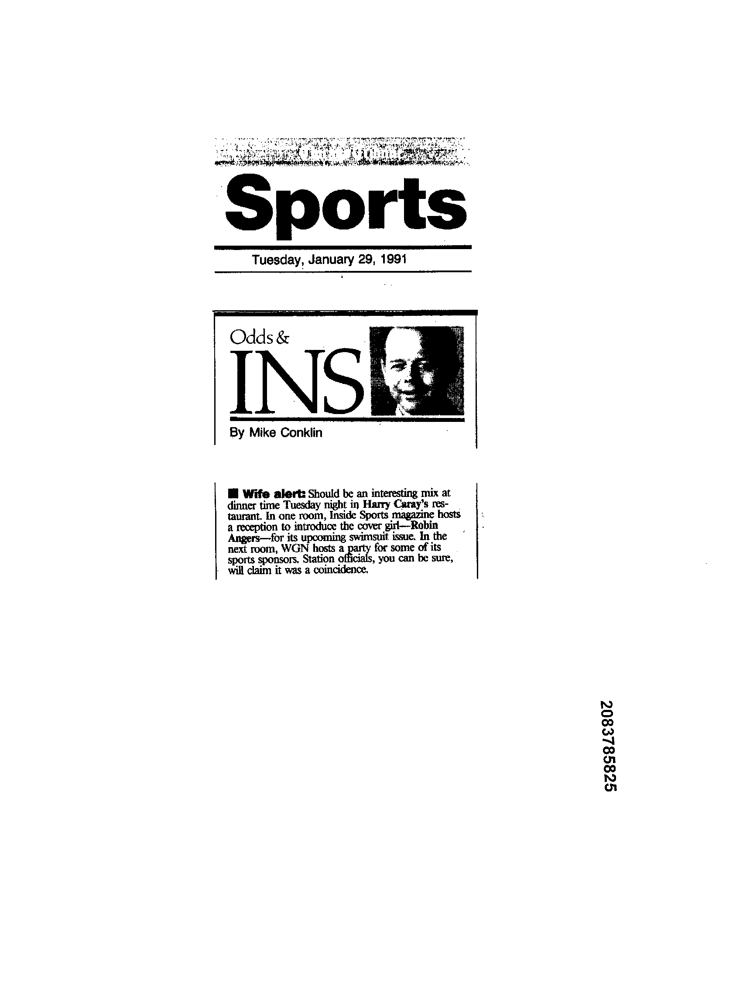 Sports
Tuesday, January 29, 1991
Odds &
INS
By Mike Conklin
■ Wife alert: Should be an interesting mix at
dinner time Tuesday night in Harry Caray's res-
taurant. In one room, Inside Sports magazine hosts
a reception to introduce the cover girl—Robin
Angers—for its upcoming swimsuit issue. In the
next room, WGN hosts a party for some of its
sports sponsors. Station officials, you can be sure,
will claim it was a coincidence.
2083785825